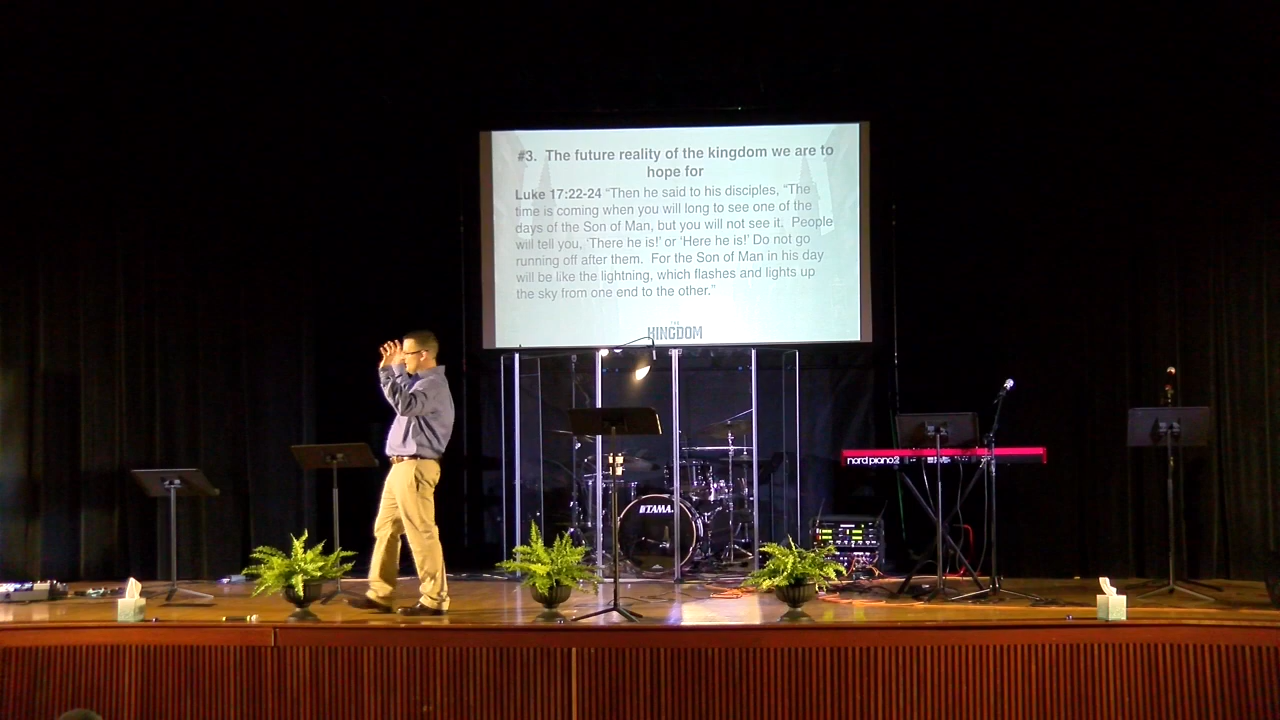 #3.  The future reality of the kingdom we are to
hope for
Luke 17:22-24 “Then he said to his disciples, “The
time is coming when you will long to see one of the
days of the Son of Man, but you will not see it.  People
will tell you, ‘There he is!’ or ‘Here he is!’ Do not go
running off after them.  For the Son of Man in his day
will be like the lightning, which flashes and lights up
the sky from one end to the other.”
THE
KINGDOM
nord piano2
TAMA